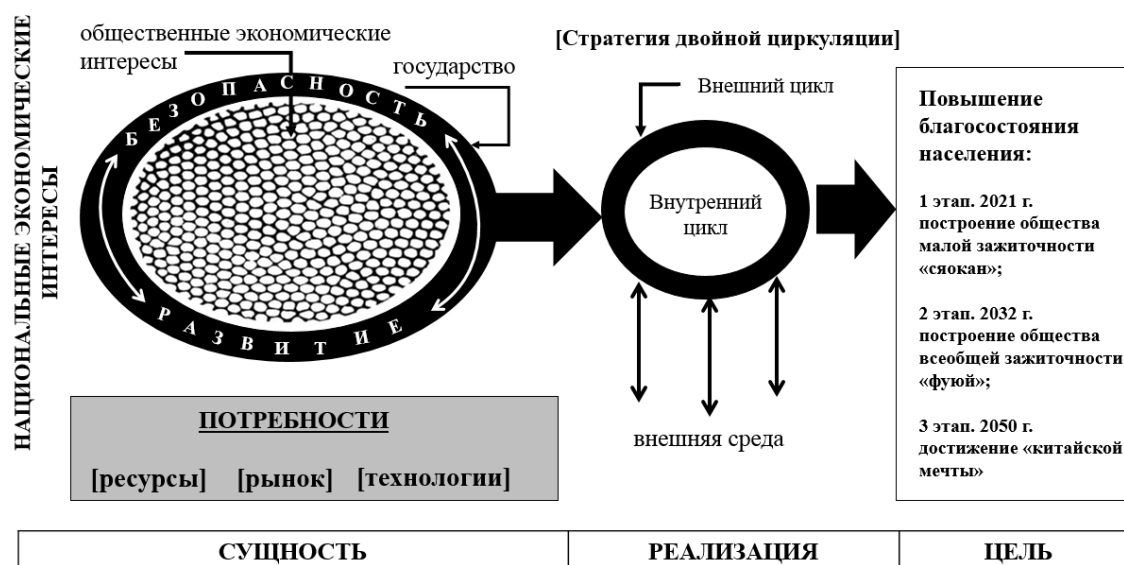 НАЦИОНАЛЬНЫЕ ЭКОНОМИЧЕСКИЕ
ИНТЕРЕСЫ
общественные экономические
интересы
государство
БЕЗОПАСНОСТЬ
РАЗВИТИЕ
ПОТРЕБНОСТИ
[ресурсы] [рынок] [технологии]
[Стратегия двойной циркуляции]
Внешний цикл
Внутренний
цикл
внешняя среда
Повышение
благосостояния
населения:
1 этап. 2021 г.
построение общества
малой зажиточности
«сяокан»;
2 этап. 2032 г.
построение общества
всеобщей зажиточности
«фуюй»;
3 этап. 2050 г.
достижение «китайской
мечты»
СУЩНОСТЬ
РЕАЛИЗАЦИЯ
ЦЕЛЬ